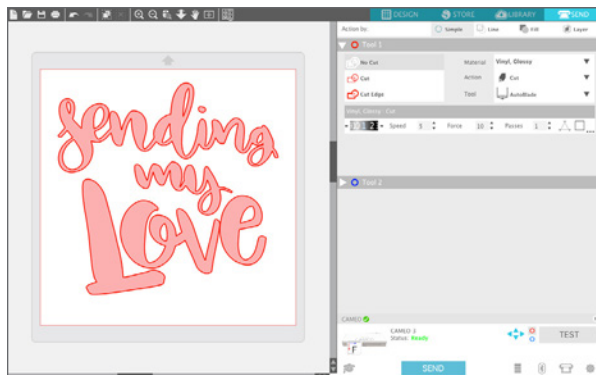 DESIGN
STORE
LIBRARY
SEND
Action by:
Simple
Line
Fill
Layer
Tool 1
No Cut
Material
Vinyl, Glossy
Cut
Action
Cut
Cut Edge
Tool
AutoBlade
Vinyl, Glossy : Cut
2
Speed
5
Force
10
Passes
1
Tool 2
sending
my
Love
CAMEO
CAMEO 3
Status: Ready
TEST
SEND